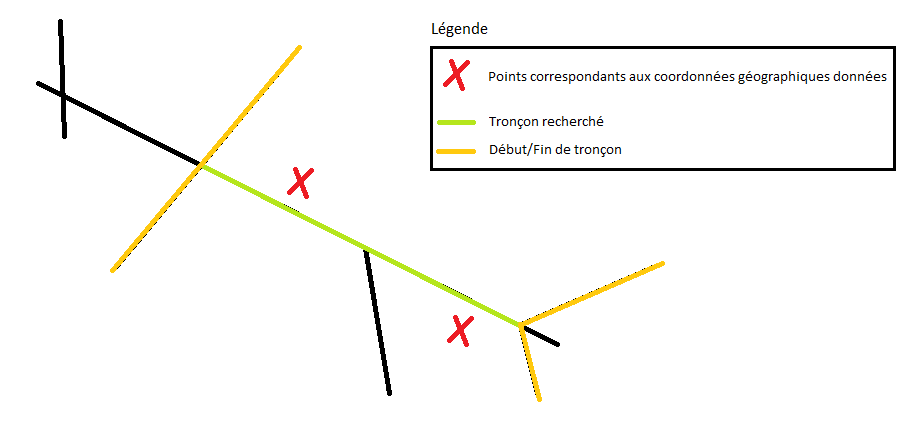 Légende
Points correspondants aux coordonnées géographiques données
Tronçon recherché
Début/Fin de tronçon